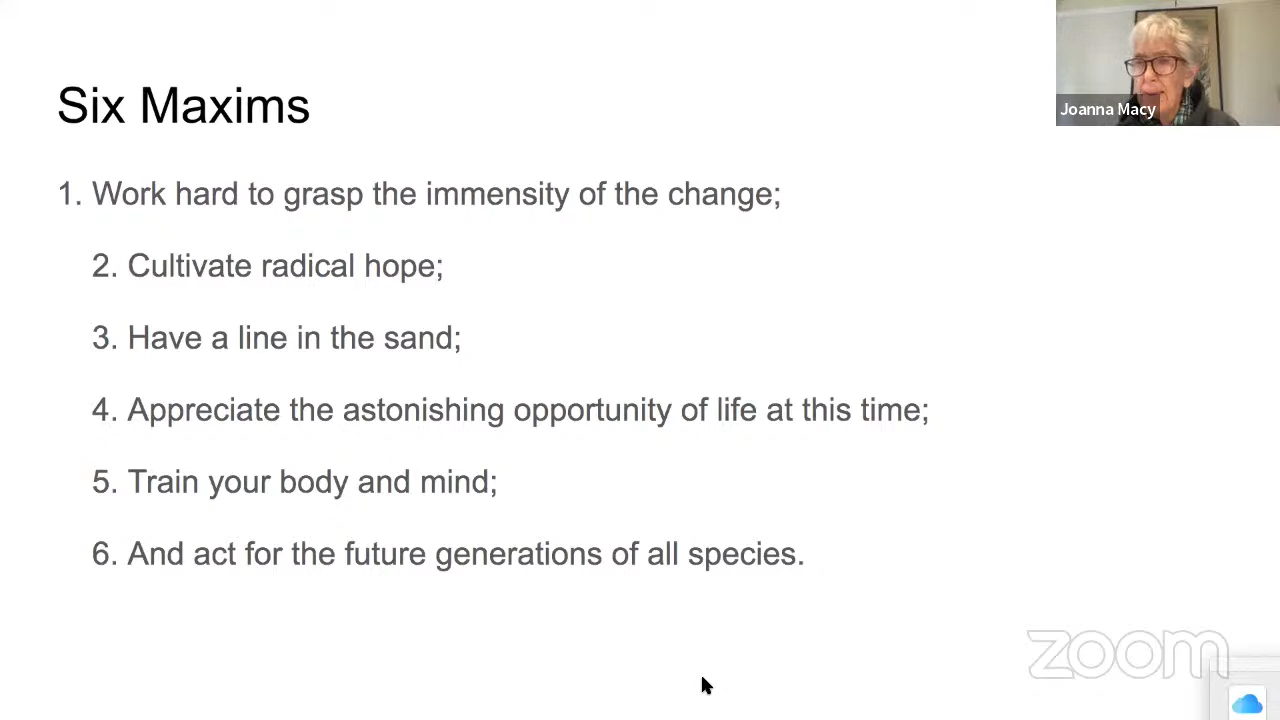 Six Maxims
Joanna Macy
1. Work hard to grasp the immensity of the change;
2. Cultivate radical hope;
3. Have a line in the sand;
4. Appreciate the astonishing opportunity of life at this time;
5. Train your body and mind;
6. And act for the future generations of all species.
zoom